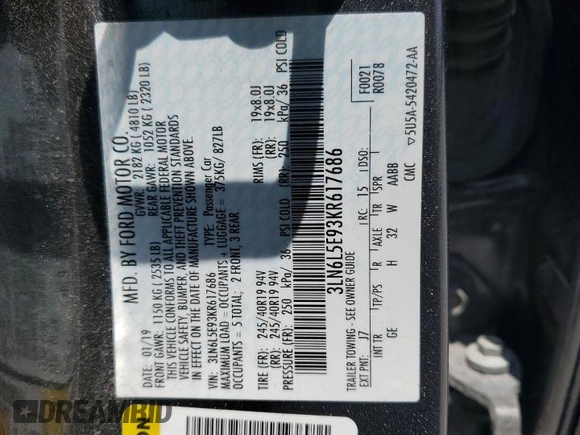 MFD. BY FORD MOTOR CO.
DATE: 01/19 GVWR: 2182 KG (4810 LB)
FRONT GAWR: 1150 KG (2535 LB) REAR GAWR: 1052 KG (2320 LB)
THIS VEHICLE CONFORMS TO ALL APPLICABLE FEDERAL MOTOR
VEHICLE SAFETY, BUMPER, AND THEFT PREVENTION STANDARDS
IN EFFECT ON THE DATE OF MANUFACTURE SHOWN ABOVE.
VIN: 3LN6L5E93KR617686 TYPE: Passenger Car
MAXIMUM LOAD = OCCUPANTS + LUGGAGE = 375KG/ 827LB
OCCUPANTS = 5 TOTAL; 2 FRONT, 3 REAR
TIRE (FR): 245/40R19 94V RIMS (FR): 19x8.0J
(RR): 245/40R19 94V (RR): 19x8.0J
PRESSURE (FR): 250 kPa/ 36 PSI COLD (RR): 250 kPa/ 36 PSI COLD
3LN6L5E93KR617686
TRAILER TOWING - SEE OWNER GUIDE
F0021
R0078
EXT PNT: J7 RC: 15 DSO:
INT TR TP/PS R AXLE TR SPR
GE H 32 W AABB
CMC ▽5U5A-5420472-AA
DREAMBID